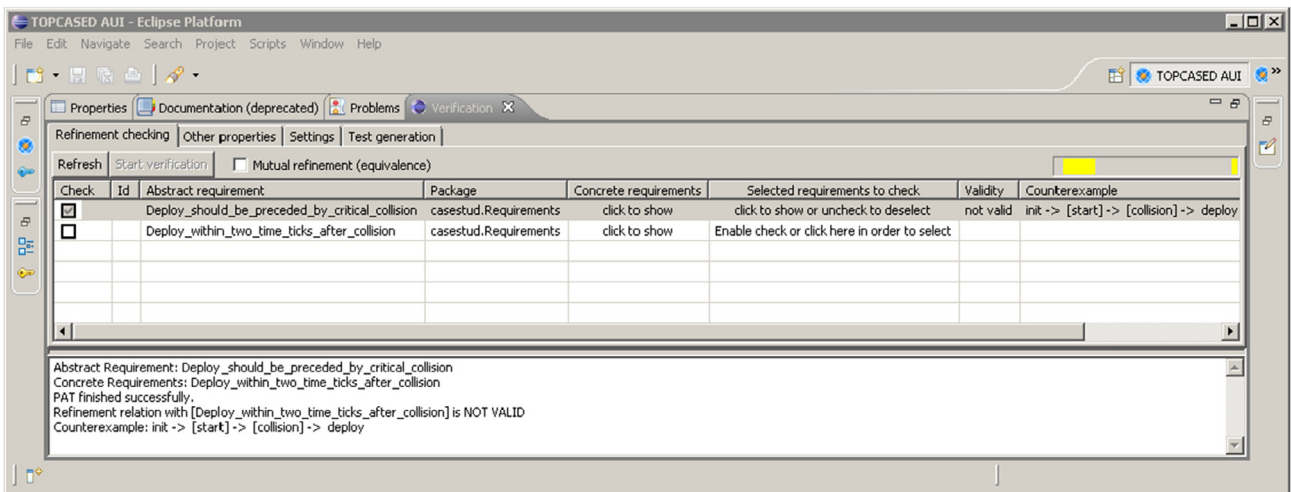 TOPCASED AUI - Eclipse Platform
File Edit Navigate Search Project Scripts Window Help
TOPCASED AUI »
Properties Documentation (deprecated) Problems Verification
Refinement checking Other properties Settings Test generation
Refresh Start verification Mutual refinement (equivalence)
Check Id Abstract requirement Package Concrete requirements Selected requirements to check Validity Counterexample
Deploy_should_be_preceded_by_critical_collision casestud.Requirements click to show click to show or uncheck to deselect not valid init -> [start] -> [collision] -> deploy
Deploy_within_two_time_ticks_after_collision casestud.Requirements click to show Enable check or click here in order to select
Abstract Requirement: Deploy_should_be_preceded_by_critical_collision
Concrete Requirements: Deploy_within_two_time_ticks_after_collision
PAT finished successfully.
Refinement relation with [Deploy_within_two_time_ticks_after_collision] is NOT VALID
Counterexample: init -> [start] -> [collision] -> deploy